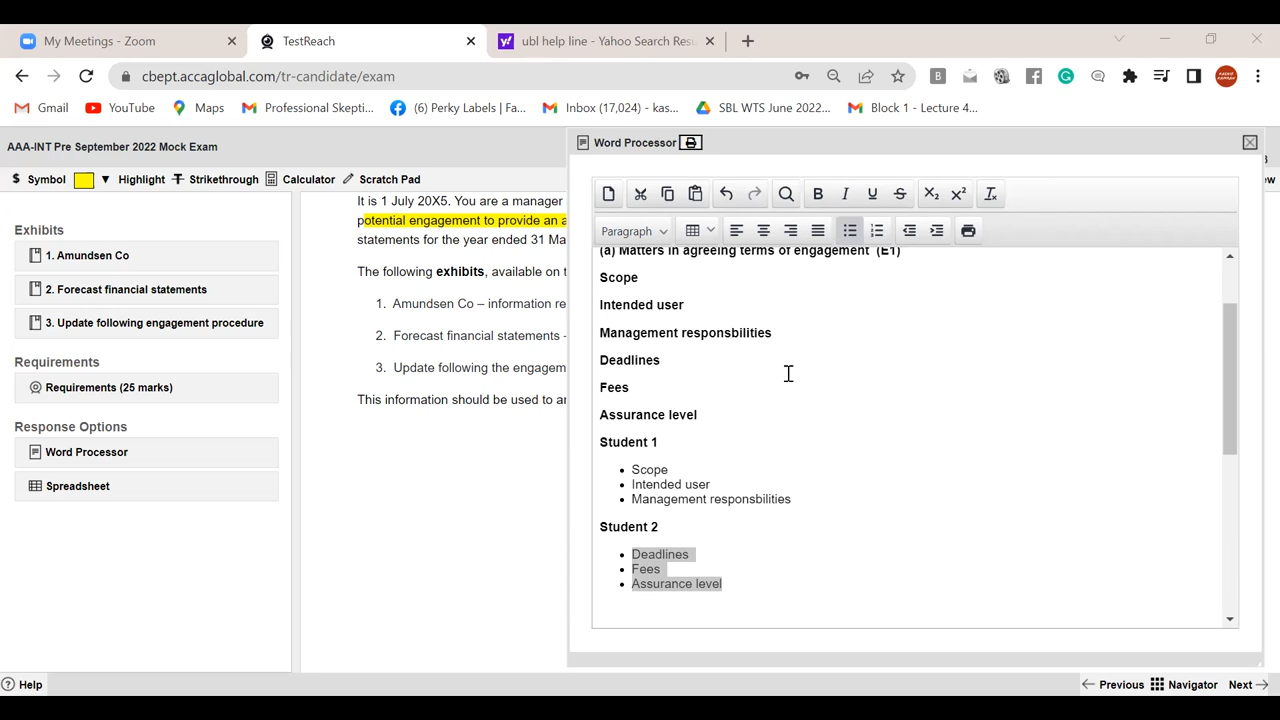 My Meetings - Zoom
TestReach
ubl help line - Yahoo Search Resu
cbept.accaglobal.com/tr-candidate/exam
Gmail
YouTube
Maps
Professional Skepti...
(6) Perky Labels | Fa...
Inbox (17,024) - kas...
SBL WTS June 2022...
Block 1 - Lecture 4...
AAA-INT Pre September 2022 Mock Exam
Symbol
Highlight
Strikethrough
Calculator
Scratch Pad
Exhibits
1. Amundsen Co
2. Forecast financial statements
3. Update following engagement procedure
Requirements
Requirements (25 marks)
Response Options
Word Processor
Spreadsheet
It is 1 July 20X5. You are a manager
potential engagement to provide an a
statements for the year ended 31 Ma
The following exhibits, available on t
1. Amundsen Co – information re
2. Forecast financial statements -
3. Update following the engagem
This information should be used to an
Word Processor
B I U S X₂ X² Tx
Paragraph
(a) Matters in agreeing terms of engagement (E1)
Scope
Intended user
Management responsbilities
Deadlines
Fees
Assurance level
Student 1
• Scope
• Intended user
• Management responsbilities
Student 2
• Deadlines
• Fees
• Assurance level
Help
Previous
Navigator
Next